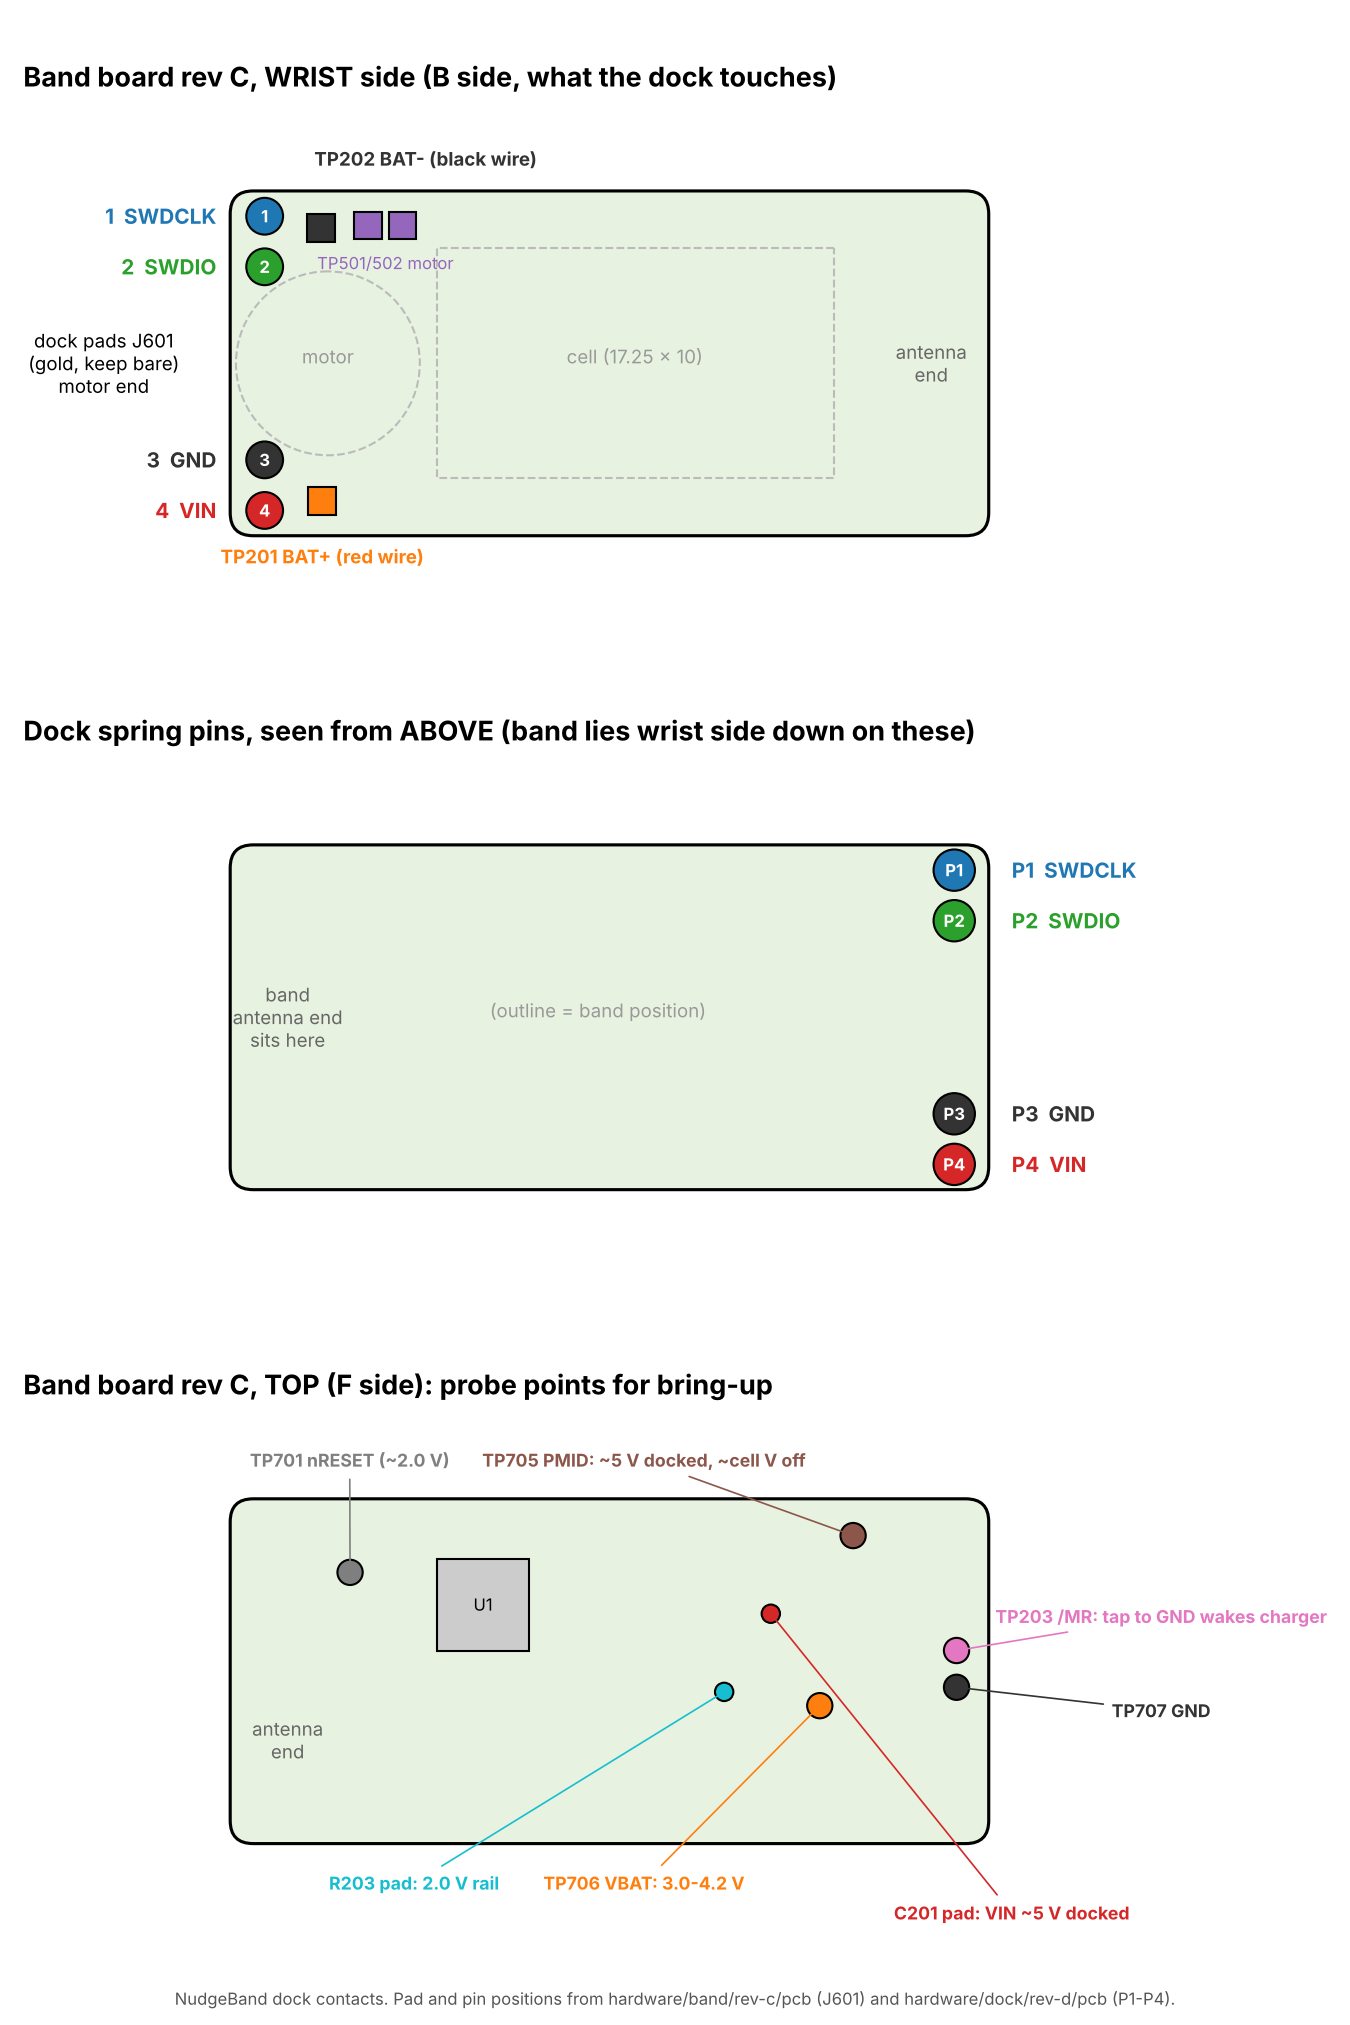 Band board rev C, WRIST side (B side, what the dock touches)
TP202 BAT- (black wire)
1 SWDCLK
1
2 SWDIO
2
TP501/502 motor
dock pads J601
(gold, keep bare)
motor end
motor
cell (17.25 × 10)
antenna
end
3 GND
3
4 VIN
4
TP201 BAT+ (red wire)
Dock spring pins, seen from ABOVE (band lies wrist side down on these)
P1
P1 SWDCLK
P2
P2 SWDIO
band
antenna end
sits here
(outline = band position)
P3
P3 GND
P4
P4 VIN
Band board rev C, TOP (F side): probe points for bring-up
TP701 nRESET (~2.0 V)
TP705 PMID: ~5 V docked, ~cell V off
U1
TP203 /MR: tap to GND wakes charger
TP707 GND
antenna
end
R203 pad: 2.0 V rail
TP706 VBAT: 3.0-4.2 V
C201 pad: VIN ~5 V docked
NudgeBand dock contacts. Pad and pin positions from hardware/band/rev-c/pcb (J601) and hardware/dock/rev-d/pcb (P1-P4).